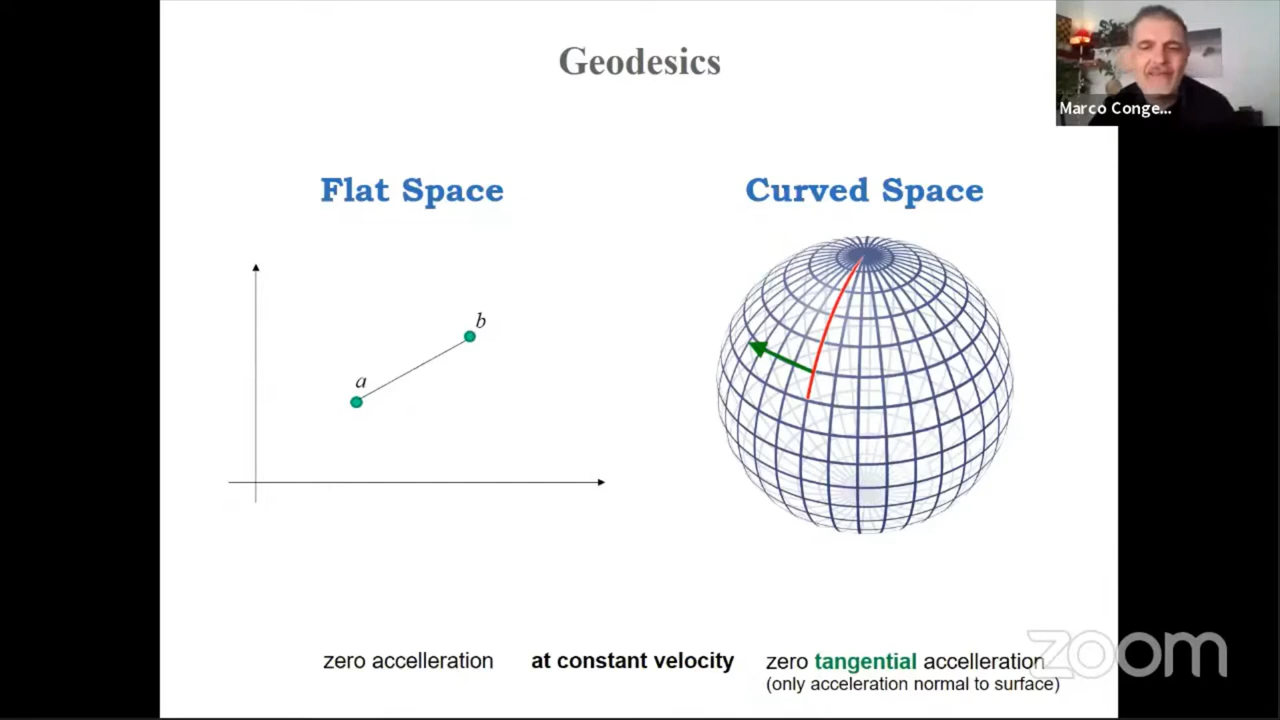 Geodesics
Marco Conge...
Flat Space
Curved Space
b
a
zero accelleration
at constant velocity
zero tangential accelleration
(only acceleration normal to surface)
zoom